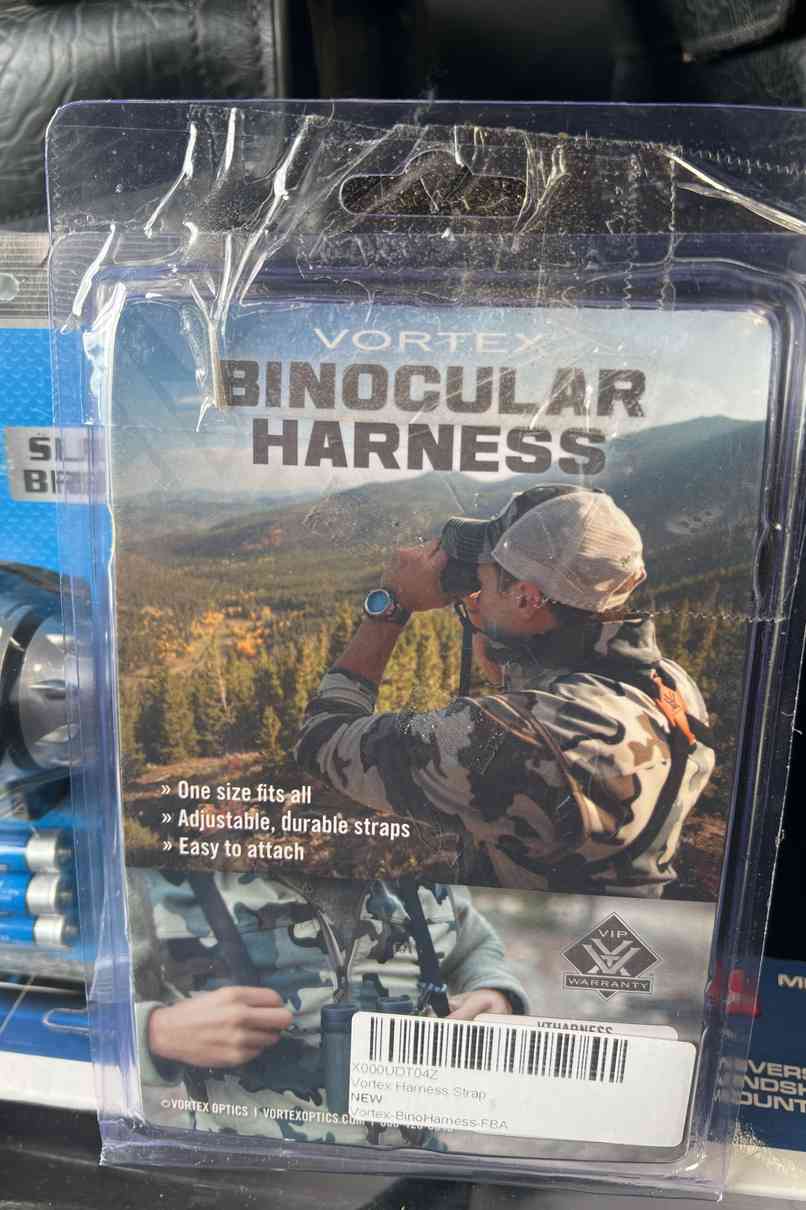 VORTEX
BINOCULAR
HARNESS
» One size fits all
» Adjustable, durable straps
» Easy to attach
VIP
WARRANTY
VTHARNESS
X000UDT04Z
Vortex Harness Strap
NEW
Vortex-BinoHarness-FBA
©VORTEX OPTICS | VORTEXOPTICS.COM